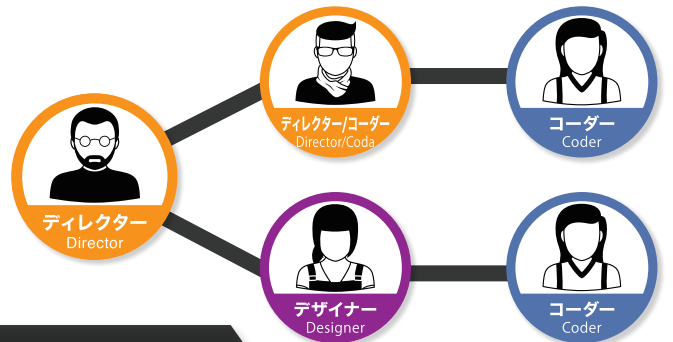 ディレクター
Director
ディレクター/コーダー
Director/Coda
コーダー
Coder
デザイナー
Designer
コーダー
Coder